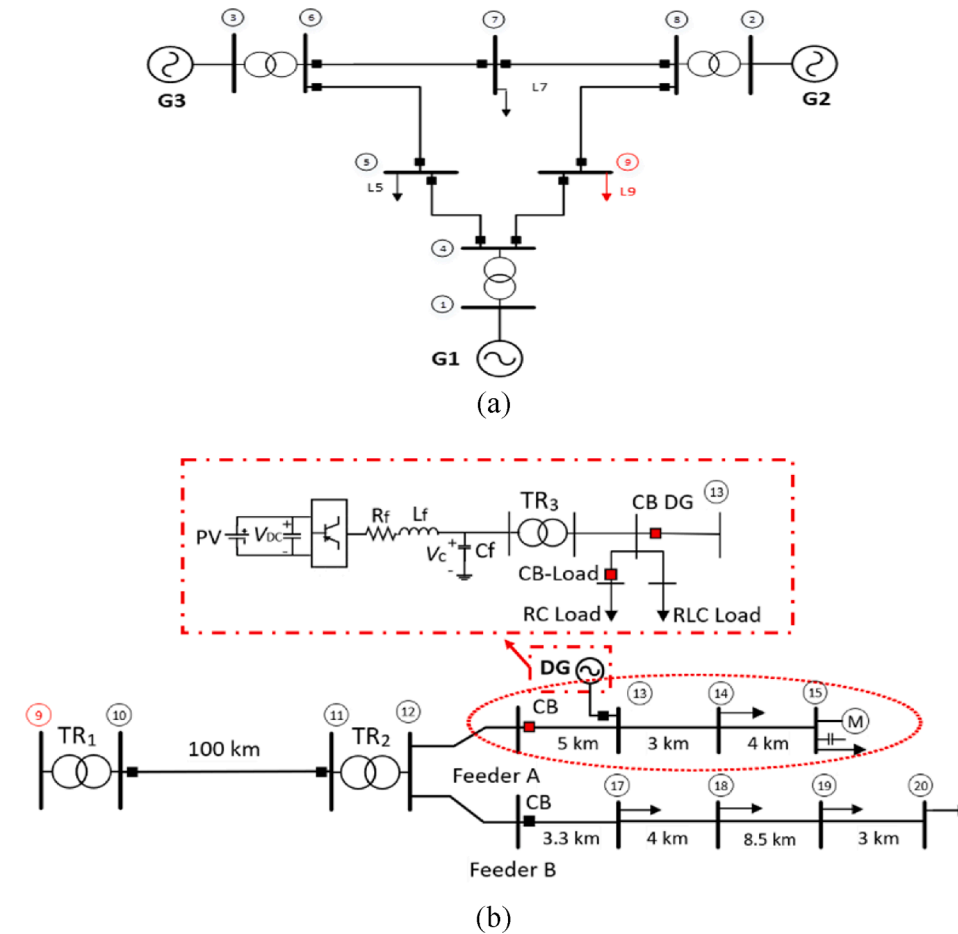 3 6 7 8 2
G3 L7 G2
5 9
L5 L9
4
1
G1
(a)
TR3 CB DG 13
Rf Lf
PV VDC + - Vc + - Cf
CB-Load
RC Load RLC Load
DG
9 10 11 12 CB 13 14 15
TR1 TR2 M
100 km 5 km 3 km 4 km
Feeder A
CB 17 18 19 20
3.3 km 4 km 8.5 km 3 km
Feeder B
(b)